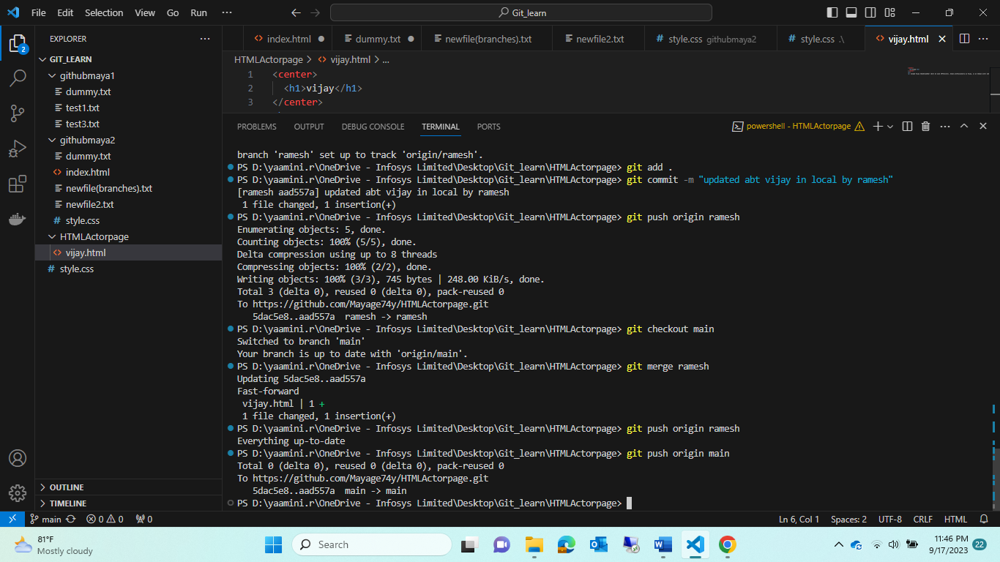 File Edit Selection View Go Run ··· Git_learn
EXPLORER ···
GIT_LEARN
githubmaya1
dummy.txt
test1.txt
test3.txt
githubmaya2
dummy.txt
index.html
newfile(branches).txt
newfile2.txt
style.css
HTMLActorpage
vijay.html
style.css
OUTLINE
TIMELINE
2
index.html dummy.txt newfile(branches).txt newfile2.txt style.css githubmaya2 style.css .\ vijay.html
HTMLActorpage > vijay.html > ...
1 <center>
2 <h1>vijay</h1>
3 </center>
PROBLEMS OUTPUT DEBUG CONSOLE TERMINAL PORTS powershell - HTMLActorpage
branch 'ramesh' set up to track 'origin/ramesh'.
PS D:\yaamini.r\OneDrive - Infosys Limited\Desktop\Git_learn\HTMLActorpage> git add .
PS D:\yaamini.r\OneDrive - Infosys Limited\Desktop\Git_learn\HTMLActorpage> git commit -m "updated abt vijay in local by ramesh"
[ramesh aad557a] updated abt vijay in local by ramesh
1 file changed, 1 insertion(+)
PS D:\yaamini.r\OneDrive - Infosys Limited\Desktop\Git_learn\HTMLActorpage> git push origin ramesh
Enumerating objects: 5, done.
Counting objects: 100% (5/5), done.
Delta compression using up to 8 threads
Compressing objects: 100% (2/2), done.
Writing objects: 100% (3/3), 745 bytes | 248.00 KiB/s, done.
Total 3 (delta 0), reused 0 (delta 0), pack-reused 0
To https://github.com/Mayage74y/HTMLActorpage.git
5dac5e8..aad557a ramesh -> ramesh
PS D:\yaamini.r\OneDrive - Infosys Limited\Desktop\Git_learn\HTMLActorpage> git checkout main
Switched to branch 'main'
Your branch is up to date with 'origin/main'.
PS D:\yaamini.r\OneDrive - Infosys Limited\Desktop\Git_learn\HTMLActorpage> git merge ramesh
Updating 5dac5e8..aad557a
Fast-forward
vijay.html | 1 +
1 file changed, 1 insertion(+)
PS D:\yaamini.r\OneDrive - Infosys Limited\Desktop\Git_learn\HTMLActorpage> git push origin ramesh
Everything up-to-date
PS D:\yaamini.r\OneDrive - Infosys Limited\Desktop\Git_learn\HTMLActorpage> git push origin main
Total 0 (delta 0), reused 0 (delta 0), pack-reused 0
To https://github.com/Mayage74y/HTMLActorpage.git
5dac5e8..aad557a main -> main
PS D:\yaamini.r\OneDrive - Infosys Limited\Desktop\Git_learn\HTMLActorpage>
main 0 0 0 Ln 6, Col 1 Spaces: 2 UTF-8 CRLF HTML
81°F
Mostly cloudy
Search
11:46 PM
9/17/2023
22